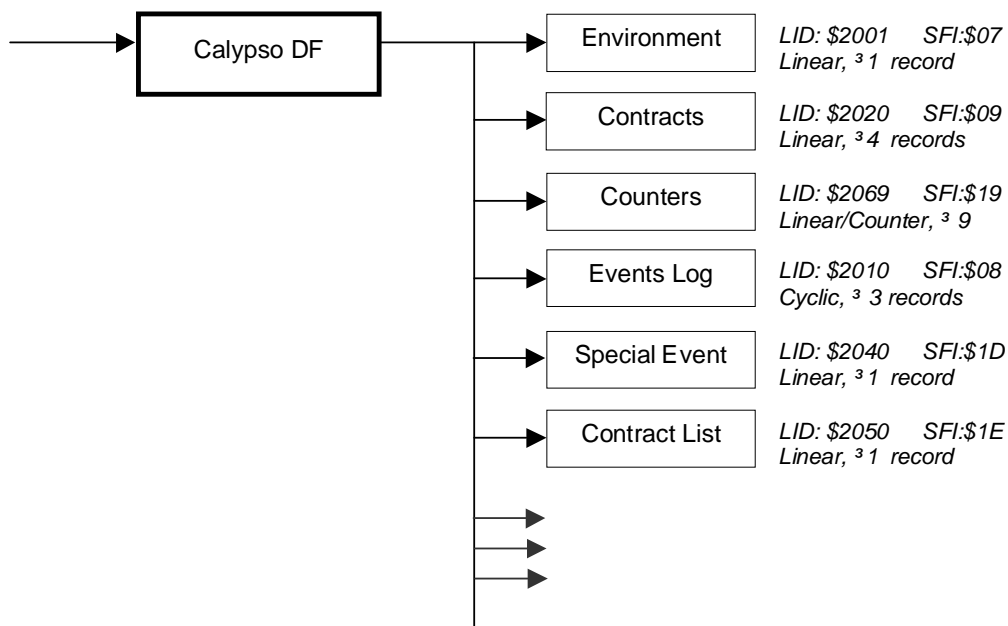 Calypso DF
Environment
LID: $2001 SFI:$07
Linear, ³ 1 record
Contracts
LID: $2020 SFI:$09
Linear, ³ 4 records
Counters
LID: $2069 SFI:$19
Linear/Counter, ³ 9
Events Log
LID: $2010 SFI:$08
Cyclic, ³ 3 records
Special Event
LID: $2040 SFI:$1D
Linear, ³ 1 record
Contract List
LID: $2050 SFI:$1E
Linear, ³ 1 record